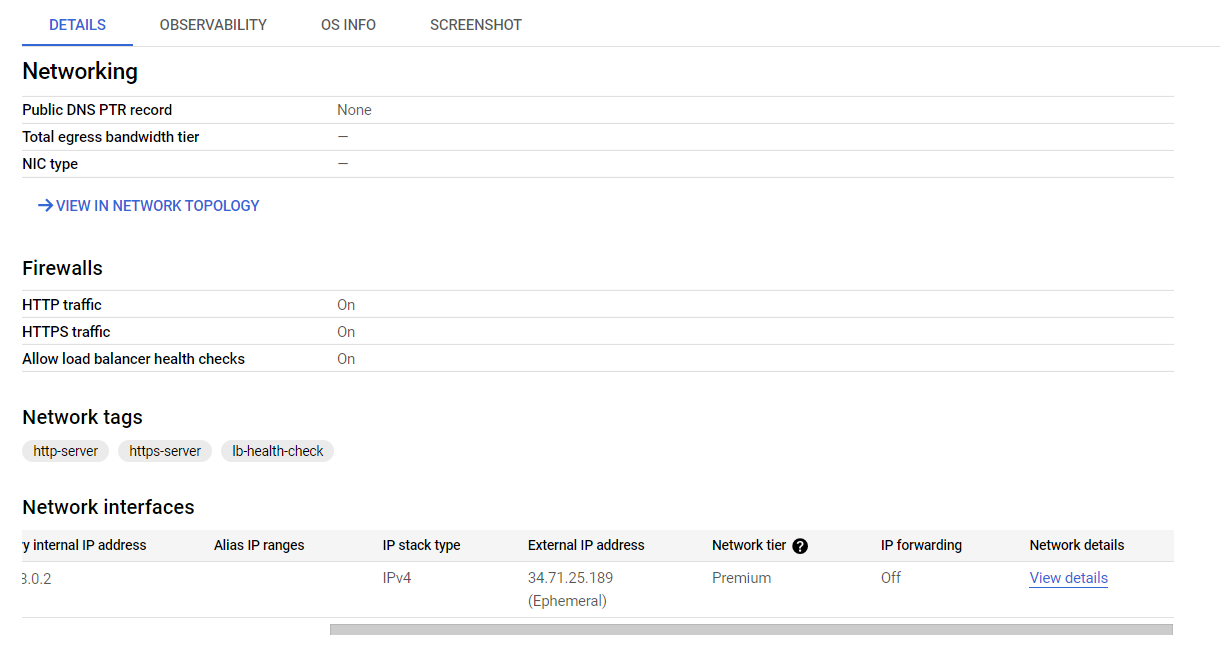 DETAILS OBSERVABILITY OS INFO SCREENSHOT
Networking
Public DNS PTR record None
Total egress bandwidth tier —
NIC type —
VIEW IN NETWORK TOPOLOGY
Firewalls
HTTP traffic On
HTTPS traffic On
Allow load balancer health checks On
Network tags
http-server https-server lb-health-check
Network interfaces
y internal IP address Alias IP ranges IP stack type External IP address Network tier ? IP forwarding Network details
.0.2 IPv4 34.71.25.189 Premium Off View details
(Ephemeral)